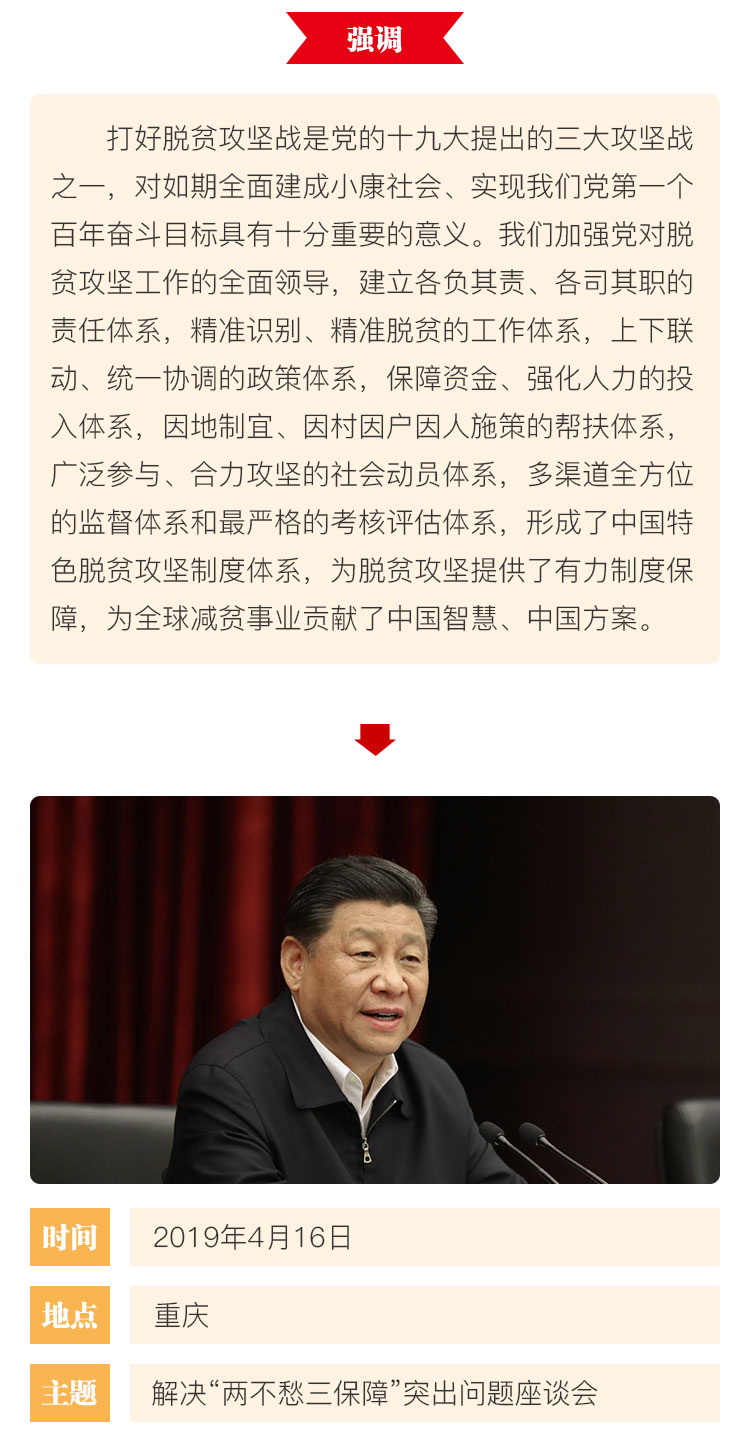 强调
打好脱贫攻坚战是党的十九大提出的三大攻坚战
之一，对如期全面建成小康社会、实现我们党第一个
百年奋斗目标具有十分重要的意义。我们加强党对脱
贫攻坚工作的全面领导，建立各负其责、各司其职的
责任体系，精准识别、精准脱贫的工作体系，上下联
动、统一协调的政策体系，保障资金、强化人力的投
入体系，因地制宜、因村因户因人施策的帮扶体系，
广泛参与、合力攻坚的社会动员体系，多渠道全方位
的监督体系和最严格的考核评估体系，形成了中国特
色脱贫攻坚制度体系，为脱贫攻坚提供了有力制度保
障，为全球减贫事业贡献了中国智慧、中国方案。
时间 2019年4月16日
地点 重庆
主题 解决“两不愁三保障”突出问题座谈会